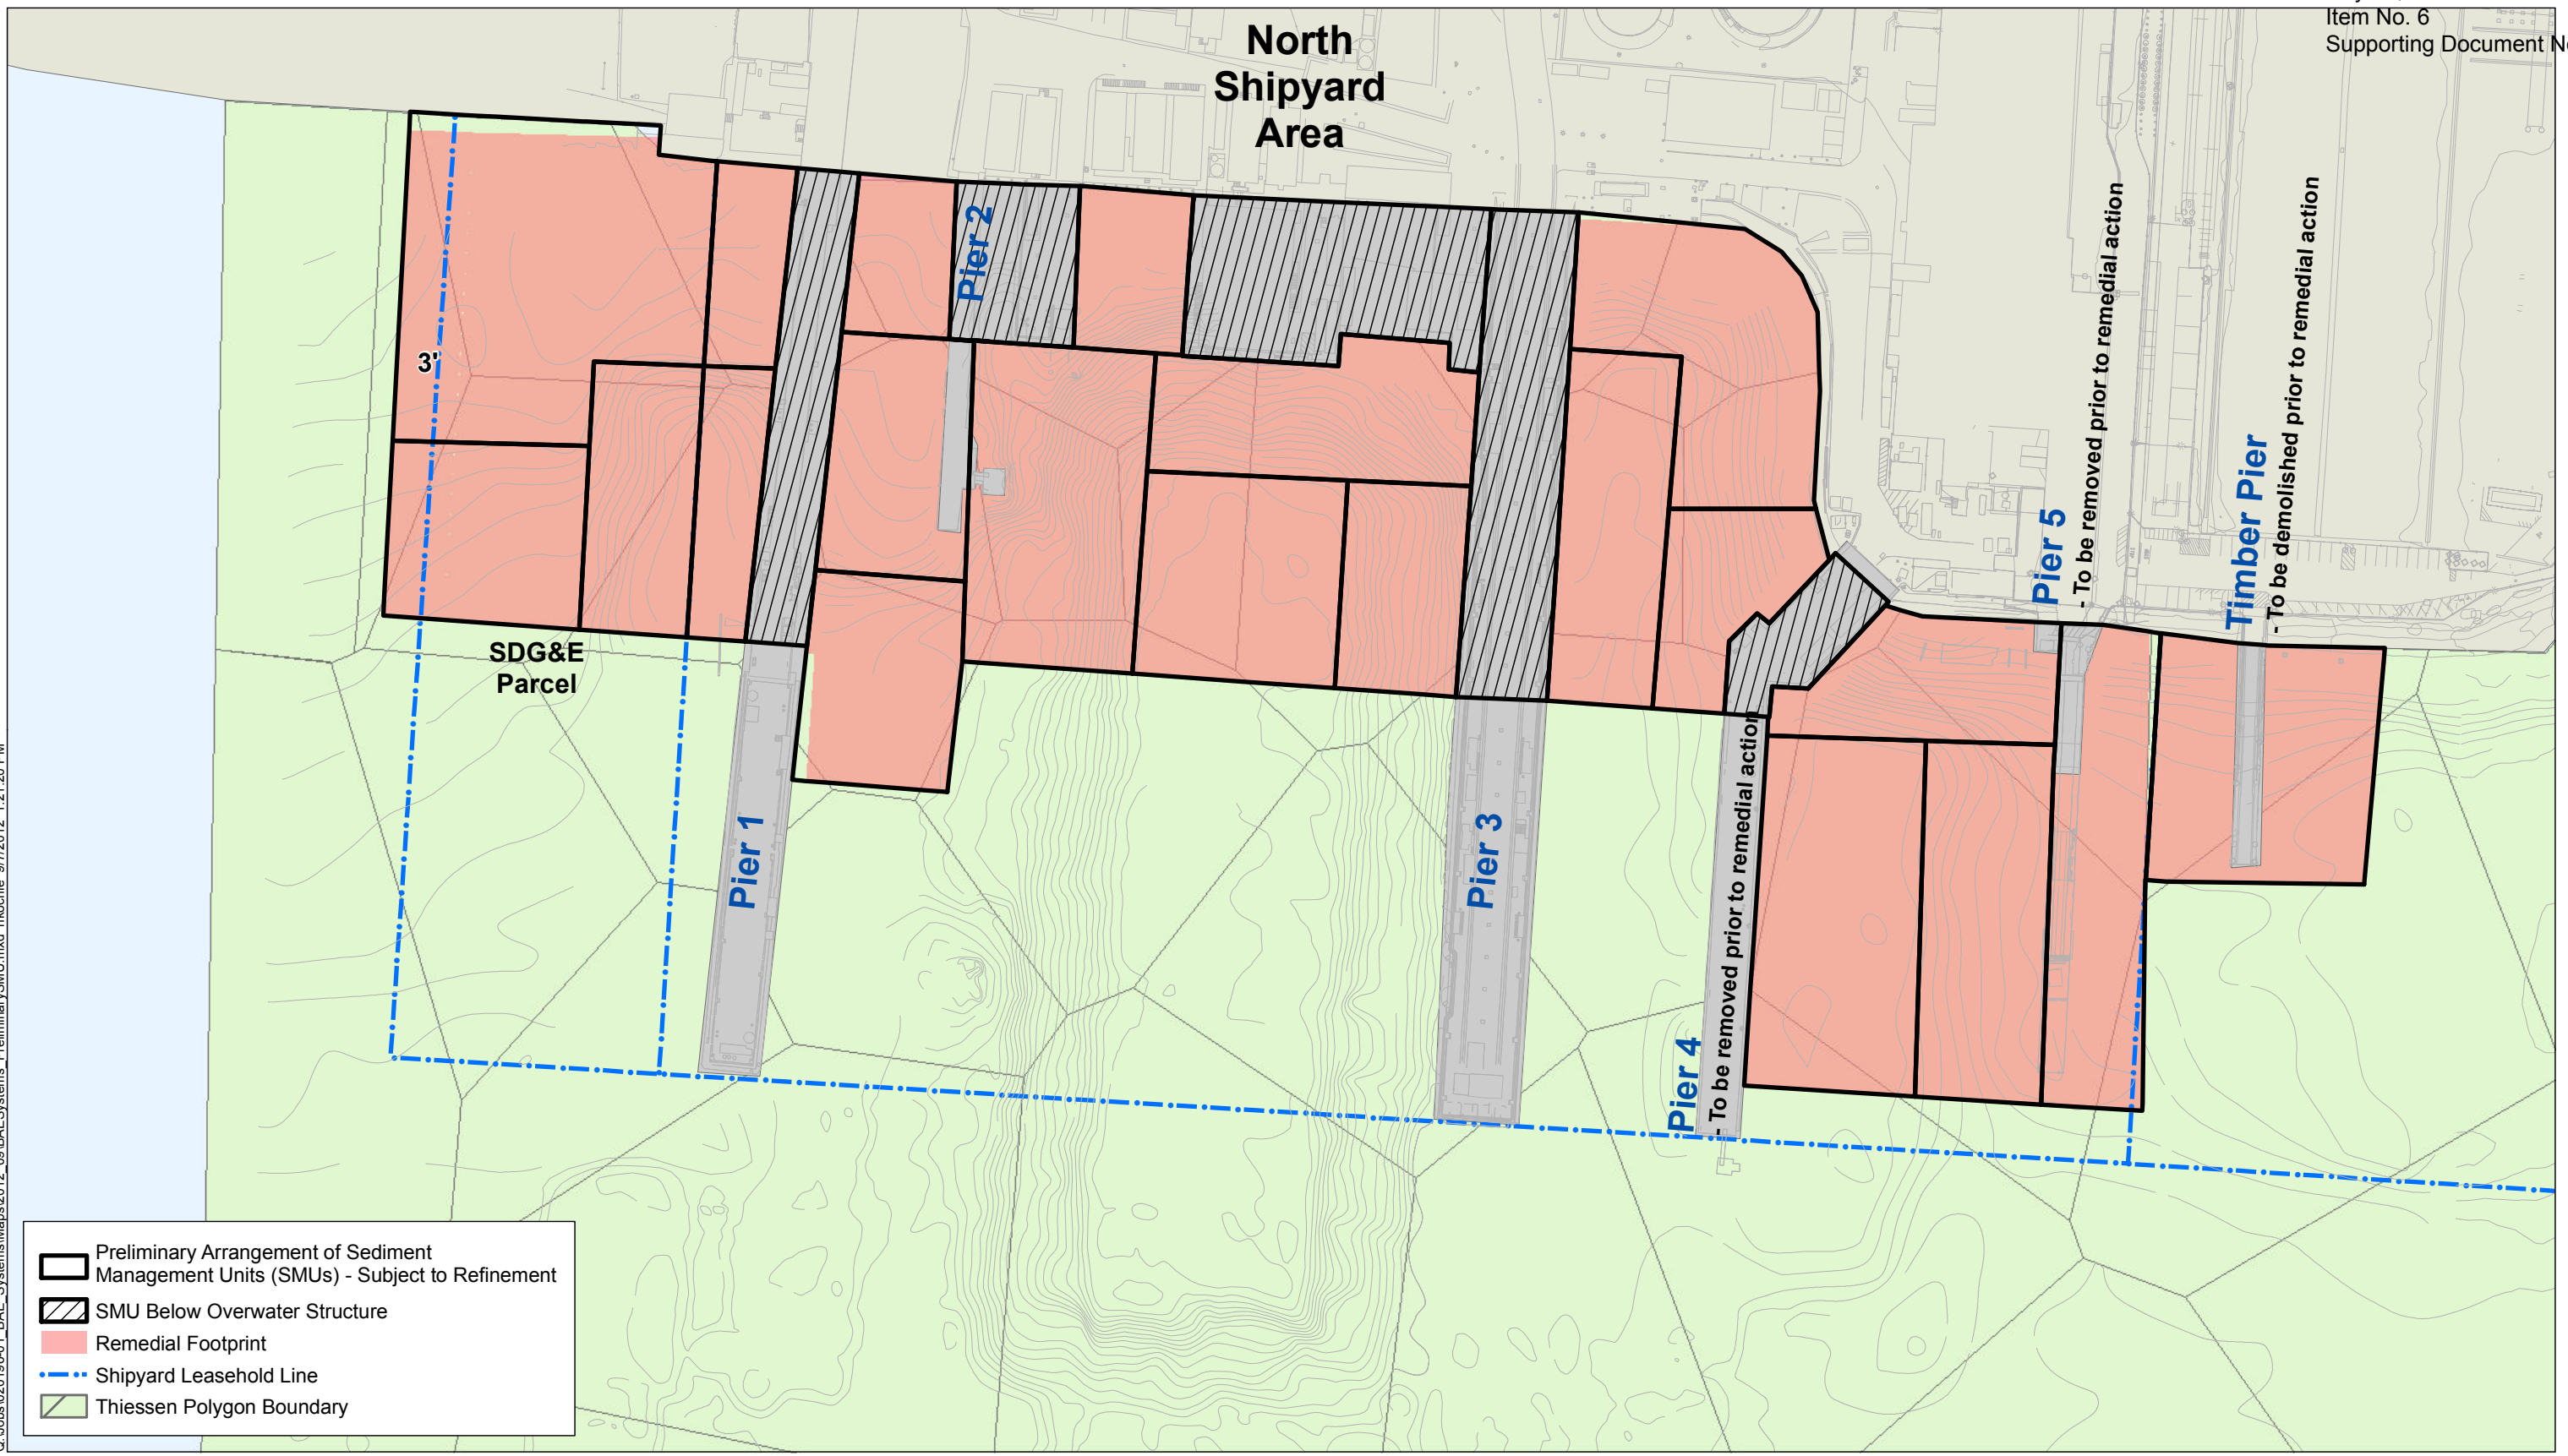 Item No. 6
Supporting Document
North
Shipyard
Area
Pier 2
3'
SDG&E
Parcel
Pier 1
Pier 3
Pier 4
- To be removed prior to remedial action
Pier 5
- To be removed prior to remedial action
Timber Pier
- To be demolished prior to remedial action
Preliminary Arrangement of Sediment
Management Units (SMUs) - Subject to Refinement
SMU Below Overwater Structure
Remedial Footprint
Shipyard Leasehold Line
Thiessen Polygon Boundary